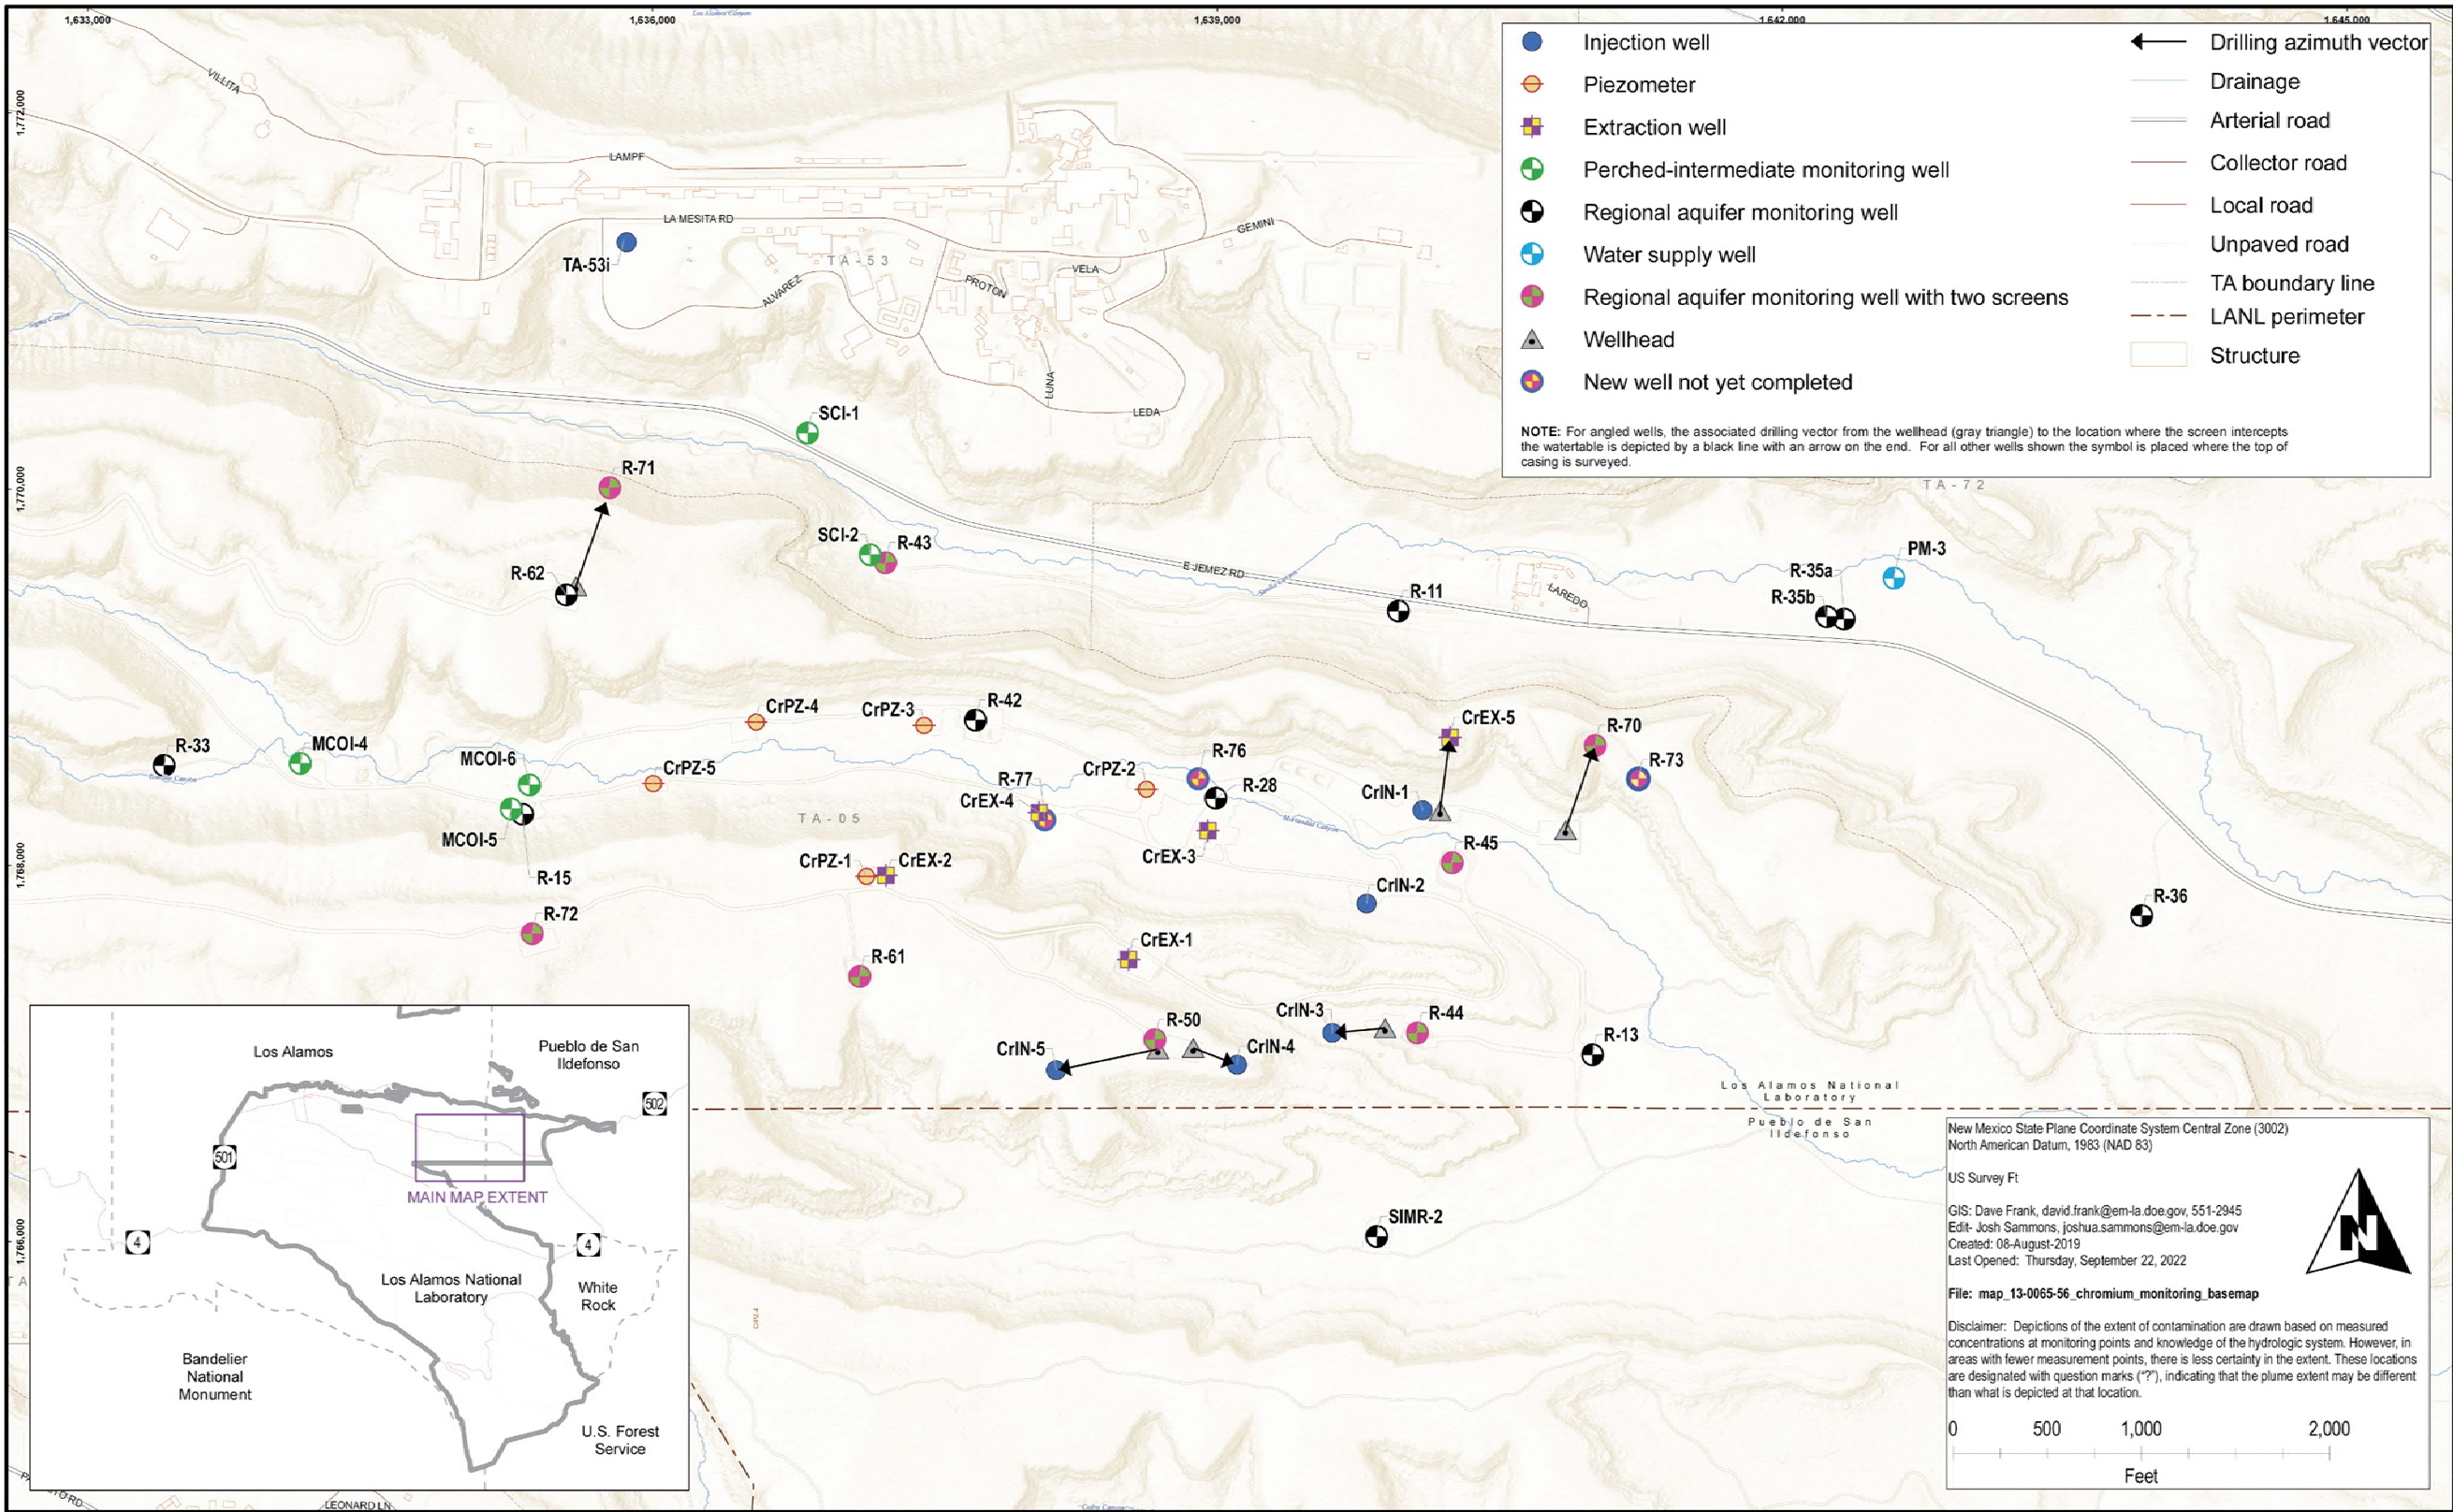 1,633,000
1,636,000
Los Alamos Canyon
1,639,000
1,642,000
1,645,000
1,772,000
1,770,000
1,768,000
1,766,000
Injection well
Piezometer
Extraction well
Perched-intermediate monitoring well
Regional aquifer monitoring well
Water supply well
Regional aquifer monitoring well with two screens
Wellhead
New well not yet completed
Drilling azimuth vector
Drainage
Arterial road
Collector road
Local road
Unpaved road
TA boundary line
LANL perimeter
Structure
NOTE: For angled wells, the associated drilling vector from the wellhead (gray triangle) to the location where the screen intercepts
the watertable is depicted by a black line with an arrow on the end. For all other wells shown the symbol is placed where the top of
casing is surveyed.
VILLITA
LAMPF
LA MESITA RD
GEMINI
TA-53i
TA-53
VELA
ALVAREZ
PROTON
Sandia Canyon
LUNA
LEDA
SCI-1
R-71
TA-72
SCI-2
R-43
PM-3
R-62
E JEMEZ RD
R-35a
Sandia Canyon
R-11
LAREDO
R-35b
CrPZ-4
CrPZ-3
R-42
CrEX-5
R-70
R-33
MCOI-4
MCOI-6
R-76
R-73
CrPZ-5
CrPZ-2
R-77
R-28
CrEX-4
CrIN-1
TA-05
Mortandad Canyon
MCOI-5
CrEX-3
R-45
CrPZ-1
CrEX-2
R-15
CrIN-2
R-72
R-36
CrEX-1
R-61
CrIN-3
R-44
R-50
R-13
CrIN-5
CrIN-4
Los Alamos National
Laboratory
Pueblo de San
Ildefonso
SIMR-2
TA
LEONARD LN
Los Alamos
Pueblo de San
Ildefonso
502
501
MAIN MAP EXTENT
4
4
Los Alamos National
Laboratory
White
Rock
Bandelier
National
Monument
U.S. Forest
Service
New Mexico State Plane Coordinate System Central Zone (3002)
North American Datum, 1983 (NAD 83)
US Survey Ft
GIS: Dave Frank, david.frank@em-la.doe.gov, 551-2945
Edit- Josh Sammons, joshua.sammons@em-la.doe.gov
Created: 08-August-2019
Last Opened: Thursday, September 22, 2022
File: map_13-0065-56_chromium_monitoring_basemap
N
Disclaimer: Depictions of the extent of contamination are drawn based on measured
concentrations at monitoring points and knowledge of the hydrologic system. However, in
areas with fewer measurement points, there is less certainty in the extent. These locations
are designated with question marks ("?"), indicating that the plume extent may be different
than what is depicted at that location.
0 500 1,000 2,000
Feet